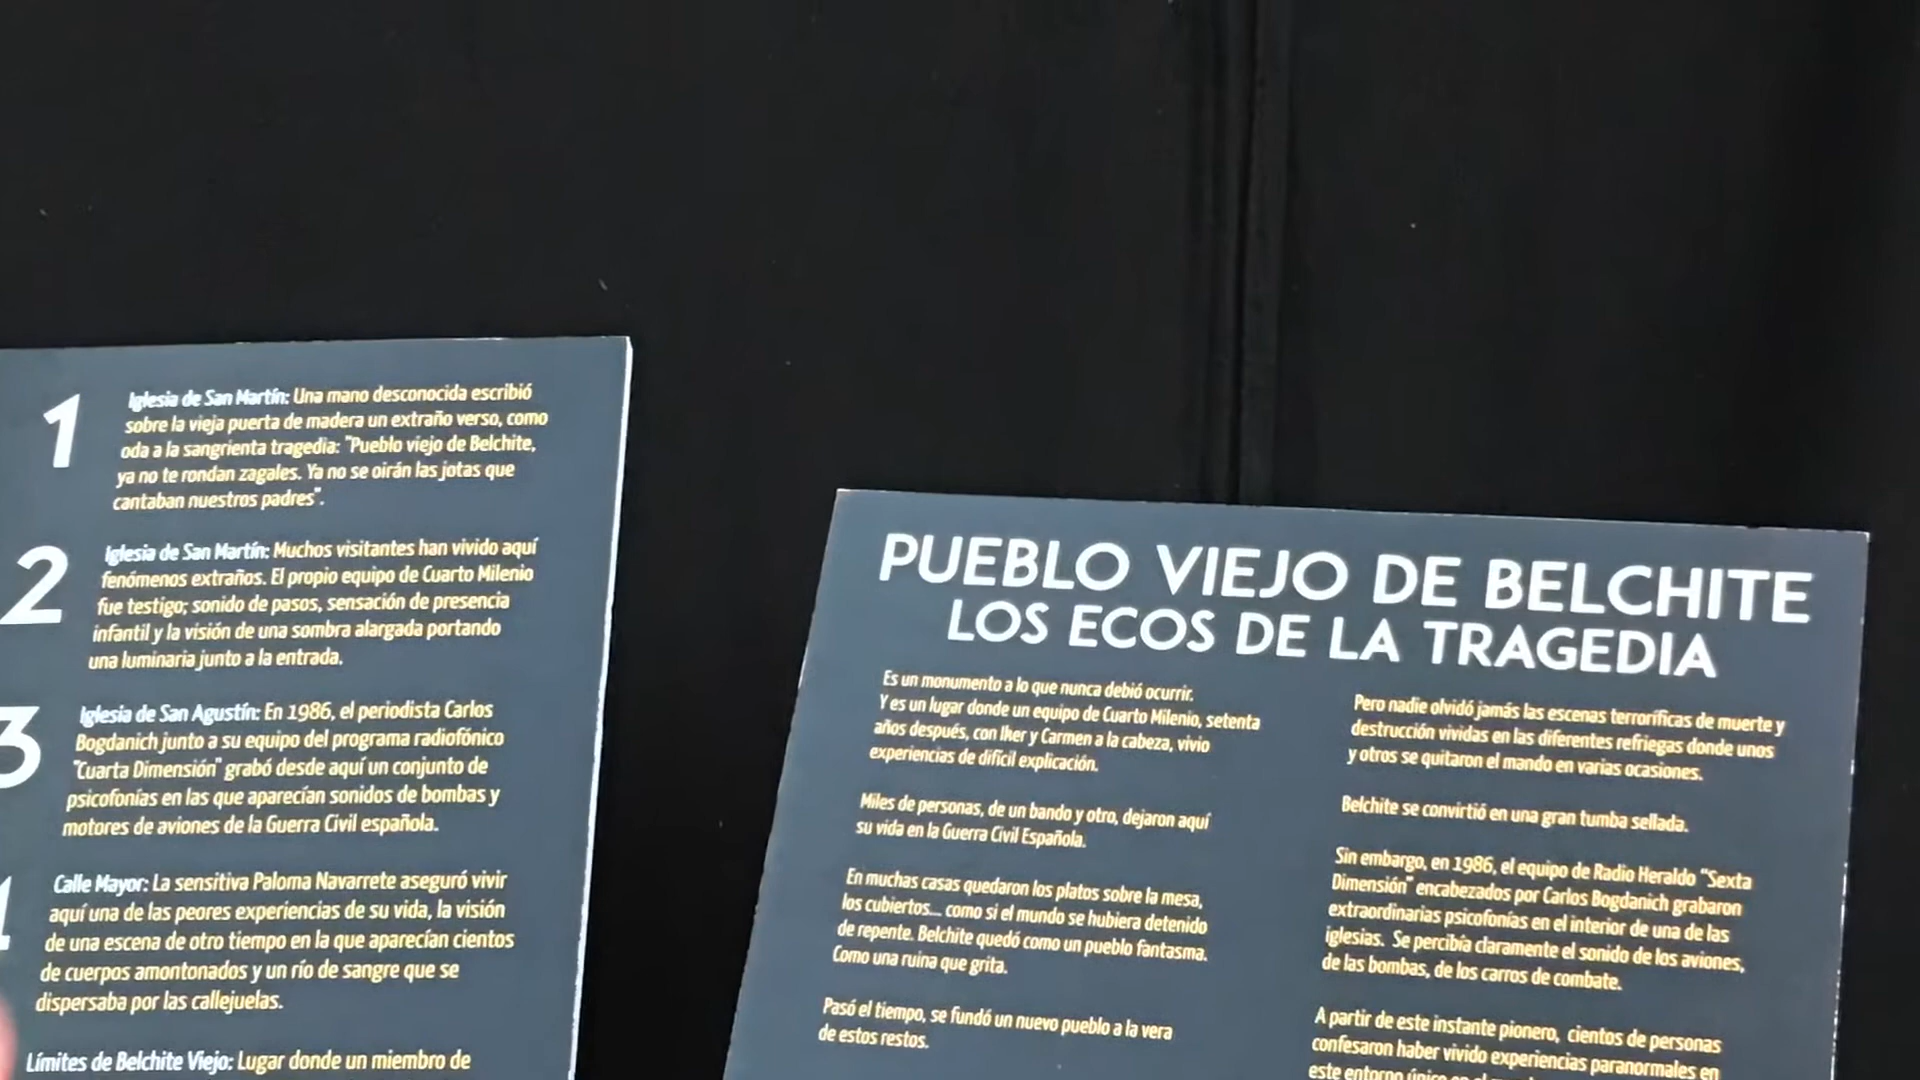 1
Iglesia de San Martín: Una mano desconocida escribió
sobre la vieja puerta de madera un extraño verso, como
oda a la sangrienta tragedia: "Pueblo viejo de Belchite,
ya no te rondan zagales. Ya no se oirán las jotas que
cantaban nuestros padres".
2
Iglesia de San Martín: Muchos visitantes han vivido aquí
fenómenos extraños. El propio equipo de Cuarto Milenio
fue testigo; sonido de pasos, sensación de presencia
infantil y la visión de una sombra alargada portando
una luminaria junto a la entrada.
3
Iglesia de San Agustín: En 1986, el periodista Carlos
Bogdanich junto a su equipo del programa radiofónico
"Cuarta Dimensión" grabó desde aquí un conjunto de
psicofonías en las que aparecían sonidos de bombas y
motores de aviones de la Guerra Civil española.
Calle Mayor: La sensitiva Paloma Navarrete aseguró vivir
aquí una de las peores experiencias de su vida, la visión
de una escena de otro tiempo en la que aparecían cientos
de cuerpos amontonados y un río de sangre que se
dispersaba por las callejuelas.
Límites de Belchite Viejo: Lugar donde un miembro de
PUEBLO VIEJO DE BELCHITE
LOS ECOS DE LA TRAGEDIA
Es un monumento a lo que nunca debió ocurrir.
Y es un lugar donde un equipo de Cuarto Milenio, setenta
años después, con Iker y Carmen a la cabeza, vivio
experiencias de difícil explicación.
Miles de personas, de un bando y otro, dejaron aquí
su vida en la Guerra Civil Española.
En muchas casas quedaron los platos sobre la mesa,
los cubiertos... como si el mundo se hubiera detenido
de repente. Belchite quedó como un pueblo fantasma.
Como una ruina que grita.
Pasó el tiempo, se fundó un nuevo pueblo a la vera
de estos restos.
Pero nadie olvidó jamás las escenas terroríficas de muerte y
destrucción vividas en las diferentes refriegas donde unos
y otros se quitaron el mando en varias ocasiones.
Belchite se convirtió en una gran tumba sellada.
Sin embargo, en 1986, el equipo de Radio Heraldo "Sexta
Dimensión" encabezados por Carlos Bogdanich grabaron
extraordinarias psicofonías en el interior de una de las
iglesias. Se percibía claramente el sonido de los aviones,
de las bombas, de los carros de combate.
A partir de este instante pionero, cientos de personas
confesaron haber vivido experiencias paranormales en
este entorno único en el